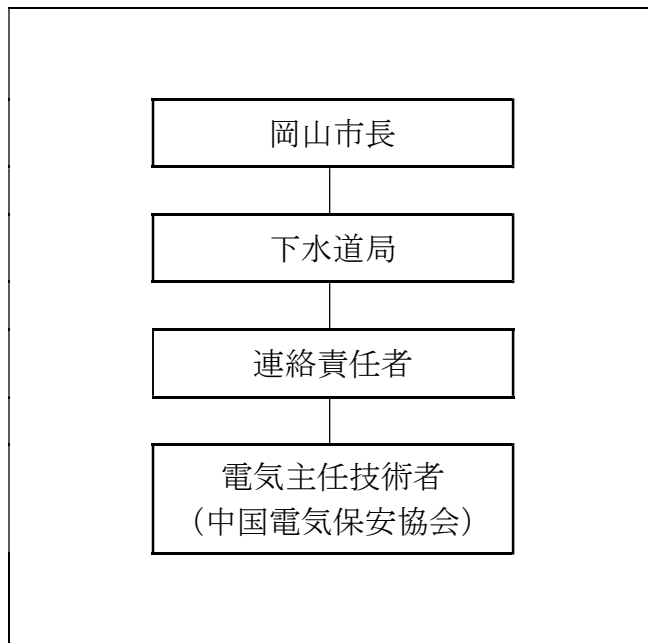 岡山市長
下水道局
連絡責任者
電気主任技術者
（中国電気保安協会）